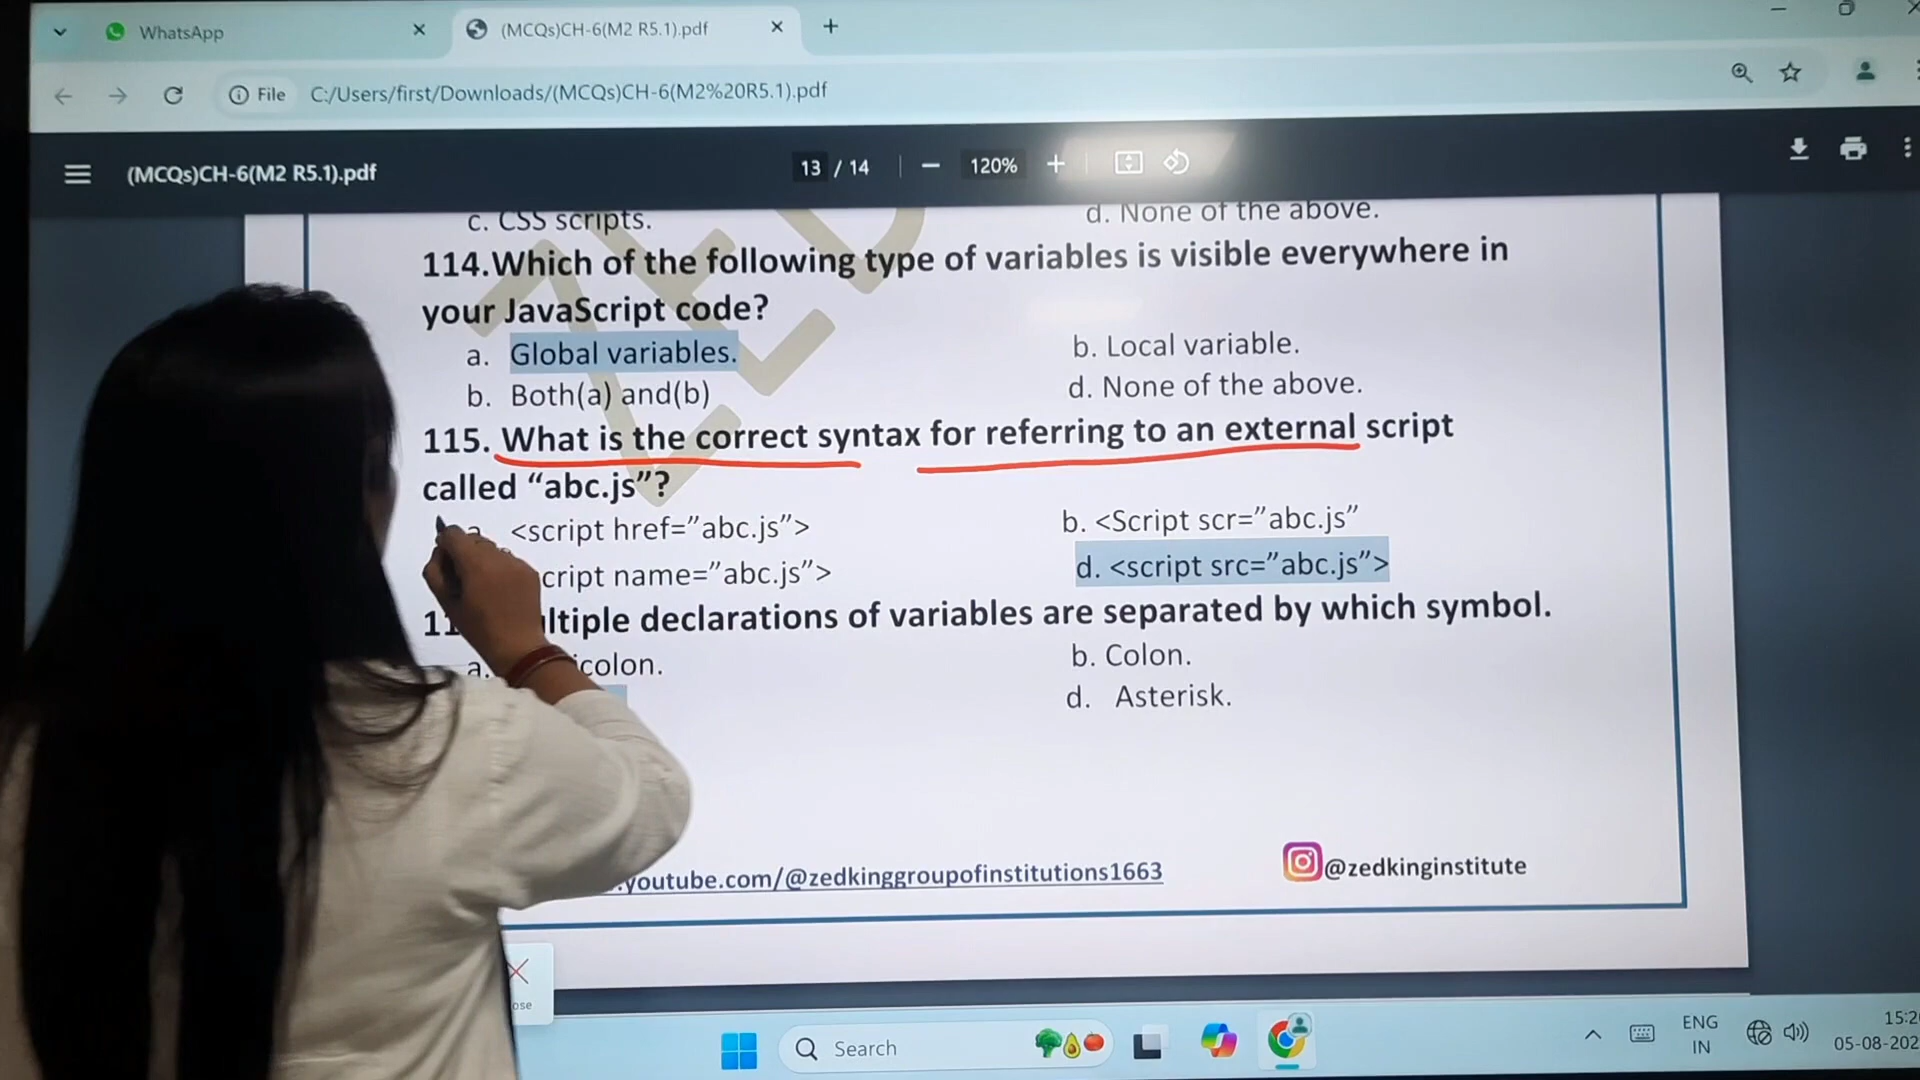 WhatsApp
(MCQs)CH-6(M2 R5.1).pdf
File C:/Users/first/Downloads/(MCQs)CH-6(M2%20R5.1).pdf
(MCQs)CH-6(M2 R5.1).pdf 13 / 14 120%
c. CSS scripts. d. None of the above.
114.Which of the following type of variables is visible everywhere in
your JavaScript code?
a. Global variables. b. Local variable.
b. Both(a) and(b) d. None of the above.
115. What is the correct syntax for referring to an external script
called “abc.js”?
a. <script href=”abc.js”> b. <Script scr=”abc.js”
cript name=”abc.js”> d. <script src=”abc.js”>
11 ltiple declarations of variables are separated by which symbol.
a. icolon. b. Colon.
d. Asterisk.
.youtube.com/@zedkinggroupofinstitutions1663 @zedkinginstitute
ose
Search ENG 15:2
IN 05-08-202